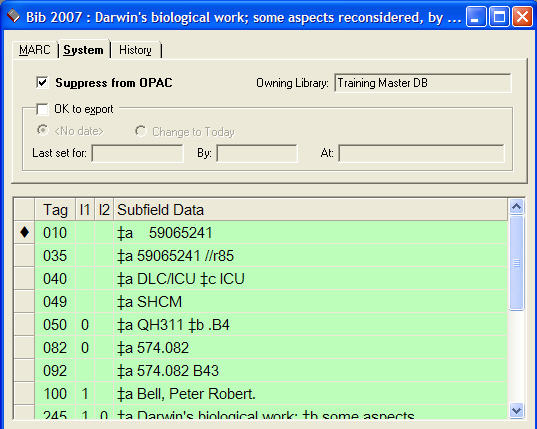 Bib 2007 : Darwin's biological work; some aspects reconsidered, by ...
MARC System History
Suppress from OPAC Owning Library: Training Master DB
OK to export
<No date> Change to Today
Last set for: By: At:
Tag I1 I2 Subfield Data
010 ‡a 59065241
035 ‡a 59065241 //r85
040 ‡a DLC/ICU ‡c ICU
049 ‡a SHCM
050 0 ‡a QH311 ‡b .B4
082 0 ‡a 574.082
092 ‡a 574.082 B43
100 1 ‡a Bell, Peter Robert.
245 1 0 ‡a Darwin's biological work; ‡b some aspects